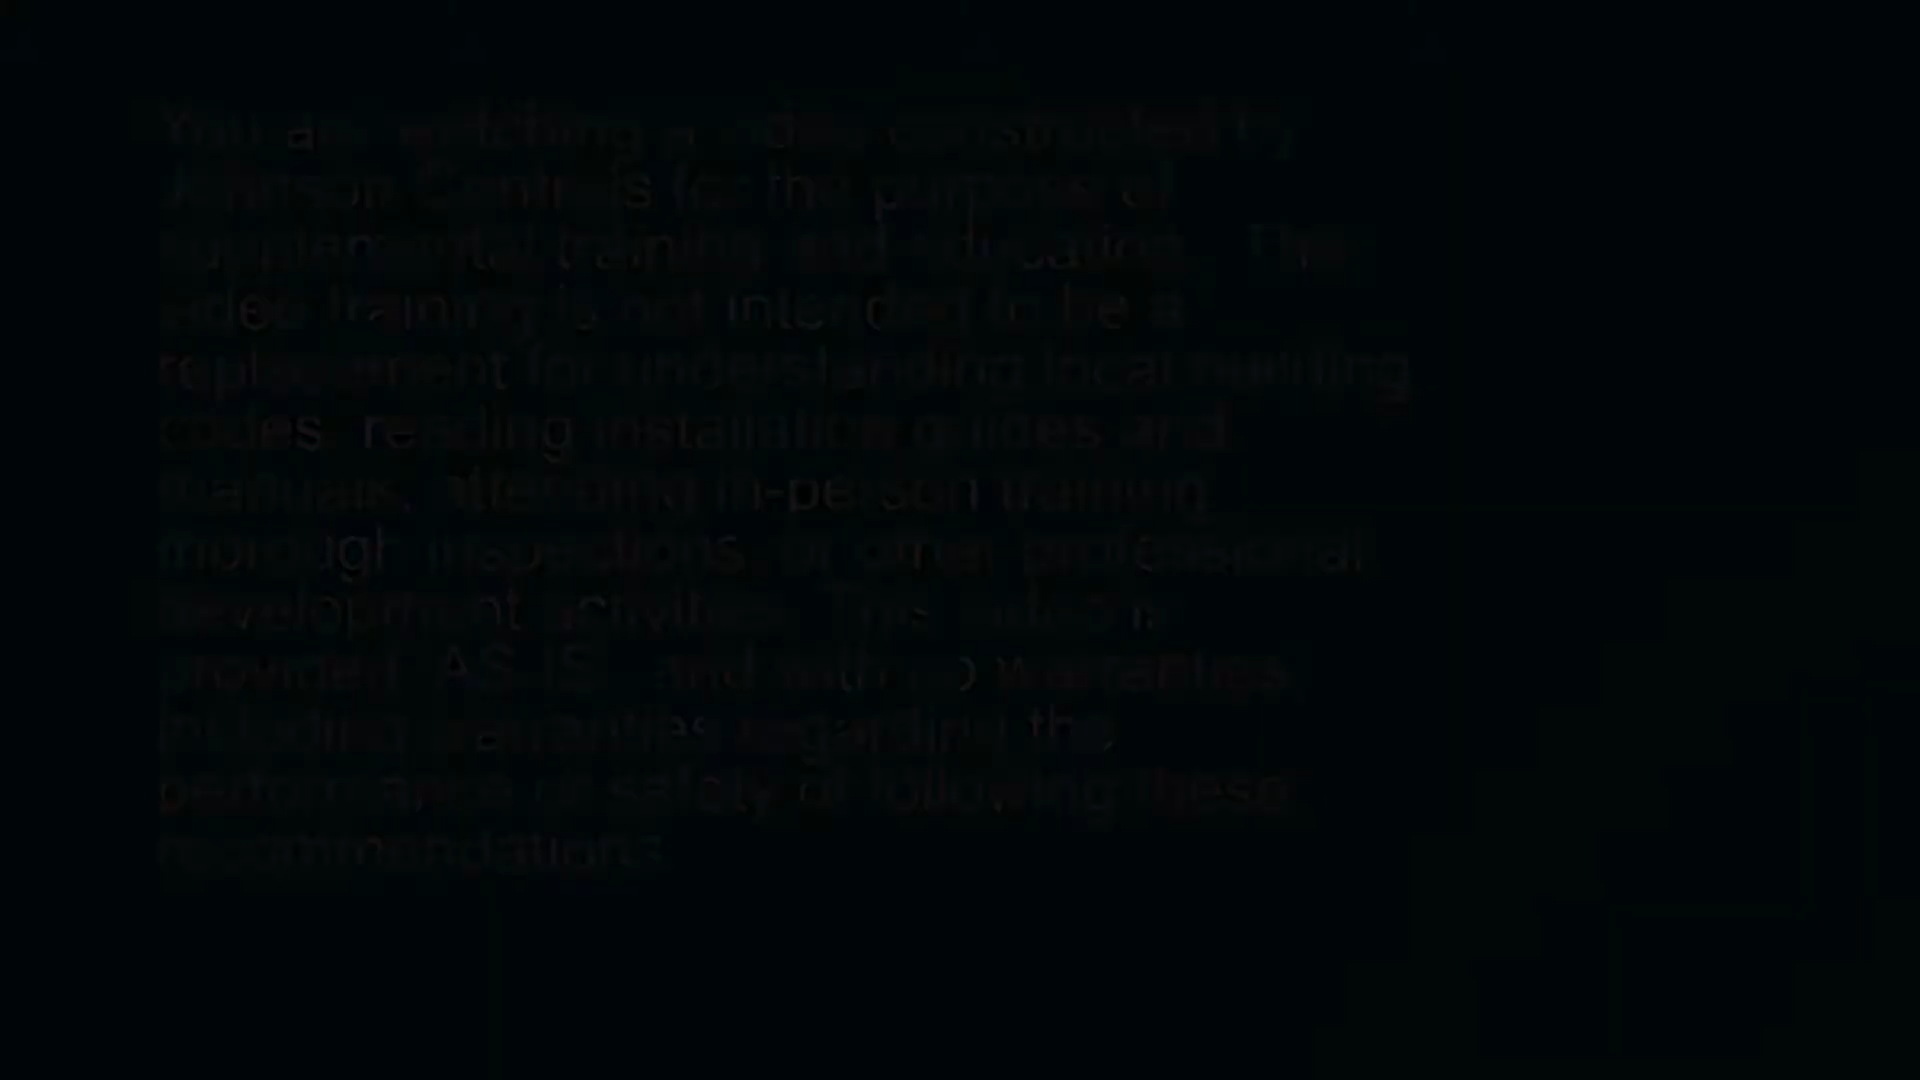 You are watching a video constructed by
Johnson Controls for the purpose of
supplemental training and education. This
video training is not intended to be a
replacement for understanding local building
codes, reading installation guides and
manuals, attending in-person training,
thorough inspections, or other professional
development activities. This video is
provided "AS IS" and with no warranties
including warranties regarding the
performance or safety of following these
recommendations.